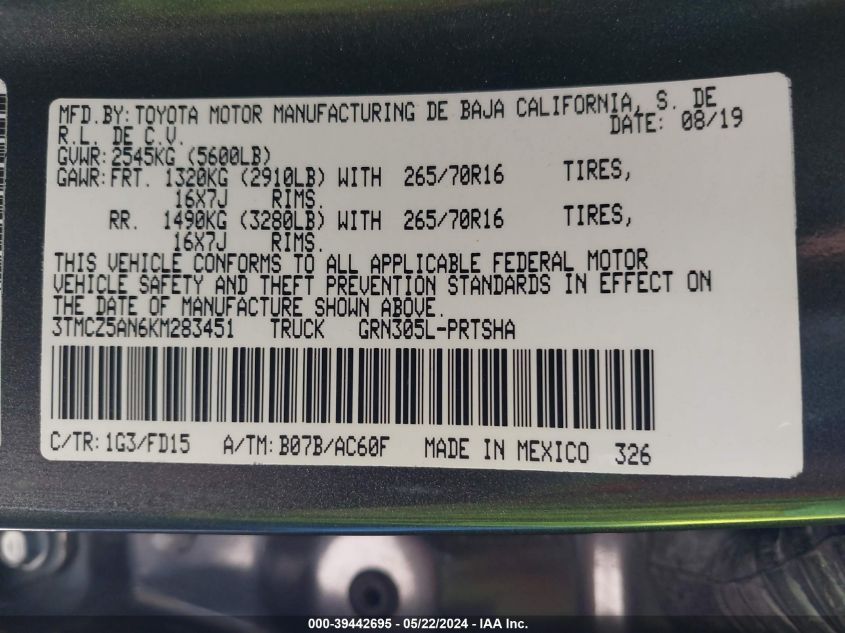 MFD.BY: TOYOTA MOTOR MANUFACTURING DE BAJA CALIFORNIA, S. DE
R.L. DE C.V. DATE: 08/19
GVWR: 2545KG (5600LB)
GAWR: FRT. 1320KG (2910LB) WITH 265/70R16 TIRES,
16X7J RIMS.
RR. 1490KG (3280LB) WITH 265/70R16 TIRES,
16X7J RIMS.
THIS VEHICLE CONFORMS TO ALL APPLICABLE FEDERAL MOTOR
VEHICLE SAFETY AND THEFT PREVENTION STANDARDS IN EFFECT ON
THE DATE OF MANUFACTURE SHOWN ABOVE.
3TMCZ5AN6KM283451 TRUCK GRN305L-PRTSHA
C/TR: 1G3/FD15 A/TM: B07B/AC60F MADE IN MEXICO 326
000-39442695 - 05/22/2024 - IAA Inc.